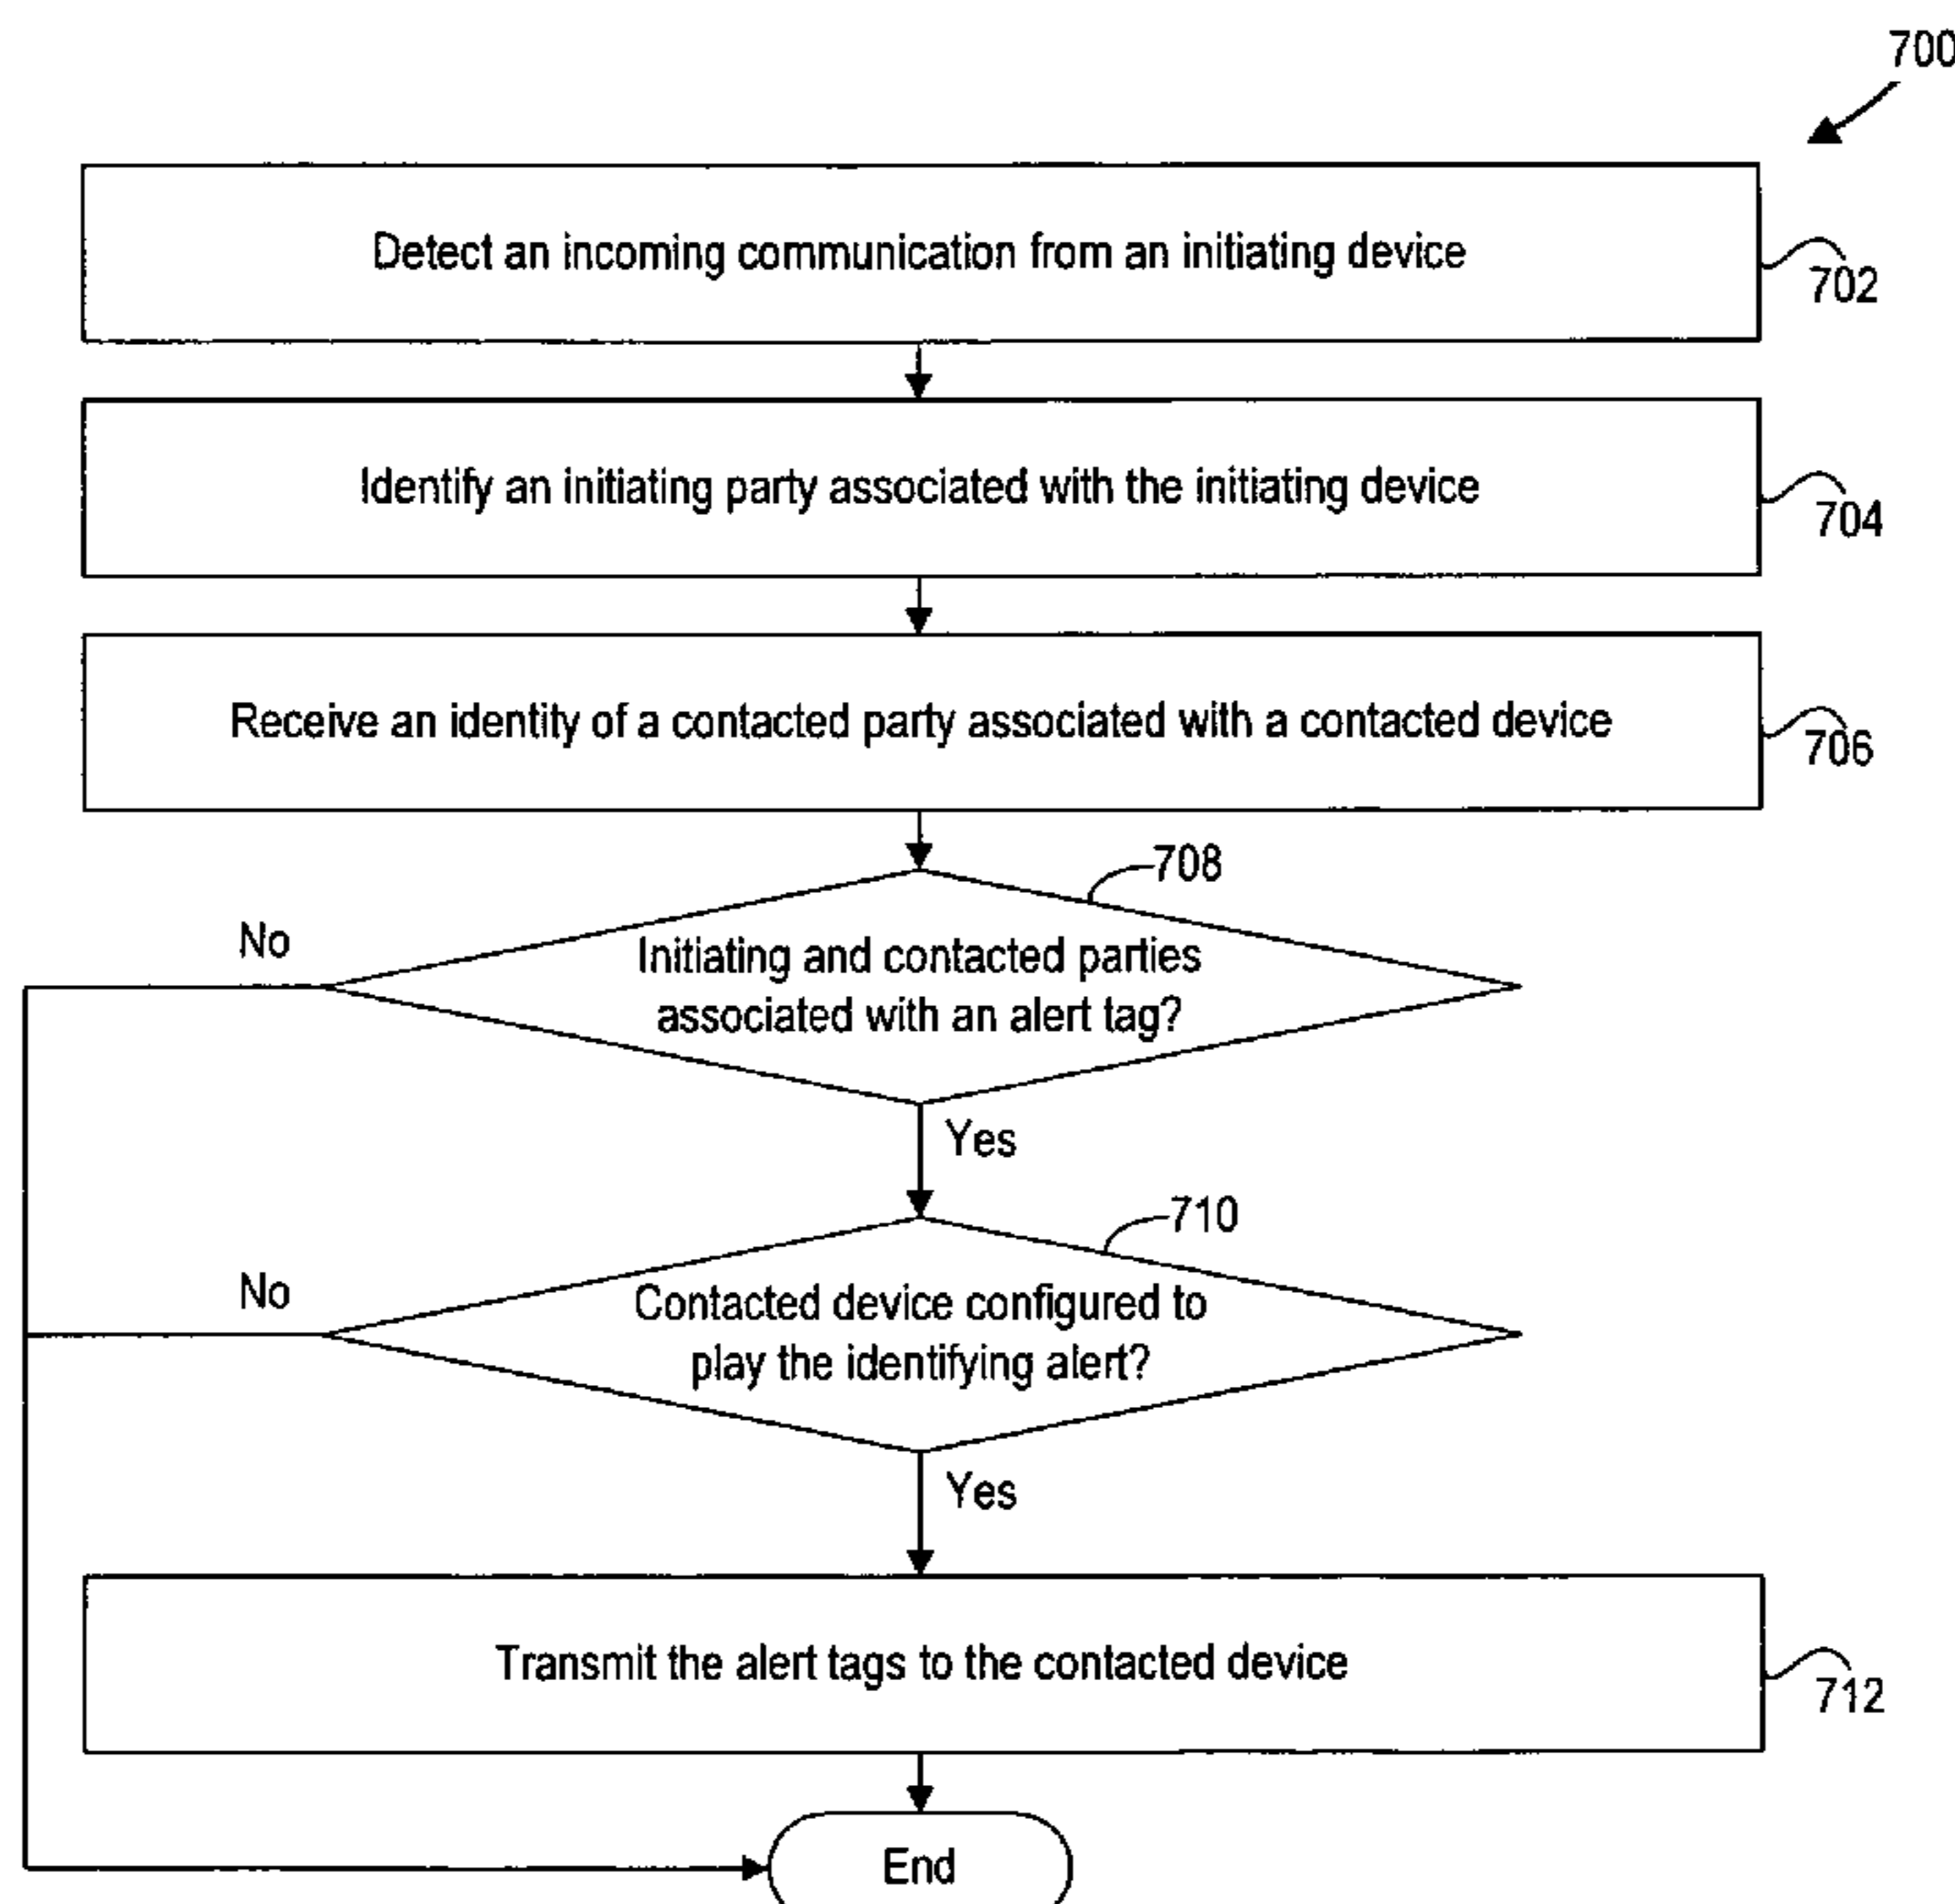 700
Detect an incoming communication from an initiating device
702
Identify an initiating party associated with the initiating device
704
Receive an identity of a contacted party associated with a contacted device
706
708
No
Initiating and contacted parties
associated with an alert tag?
Yes
710
No
Contacted device configured to
play the identifying alert?
Yes
Transmit the alert tags to the contacted device
712
End